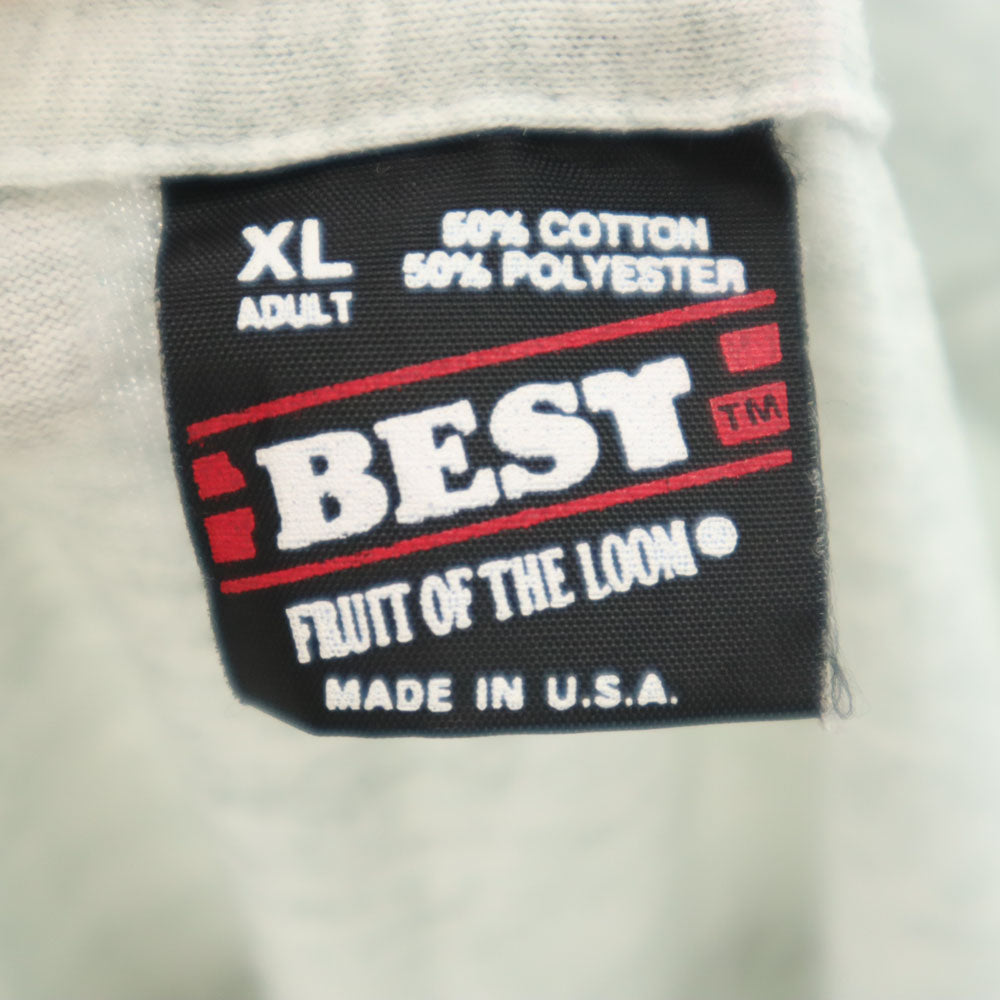 XL
ADULT
50% COTTON
50% POLYESTER
BEST
TM
FRUIT OF THE LOOM
MADE IN U.S.A.